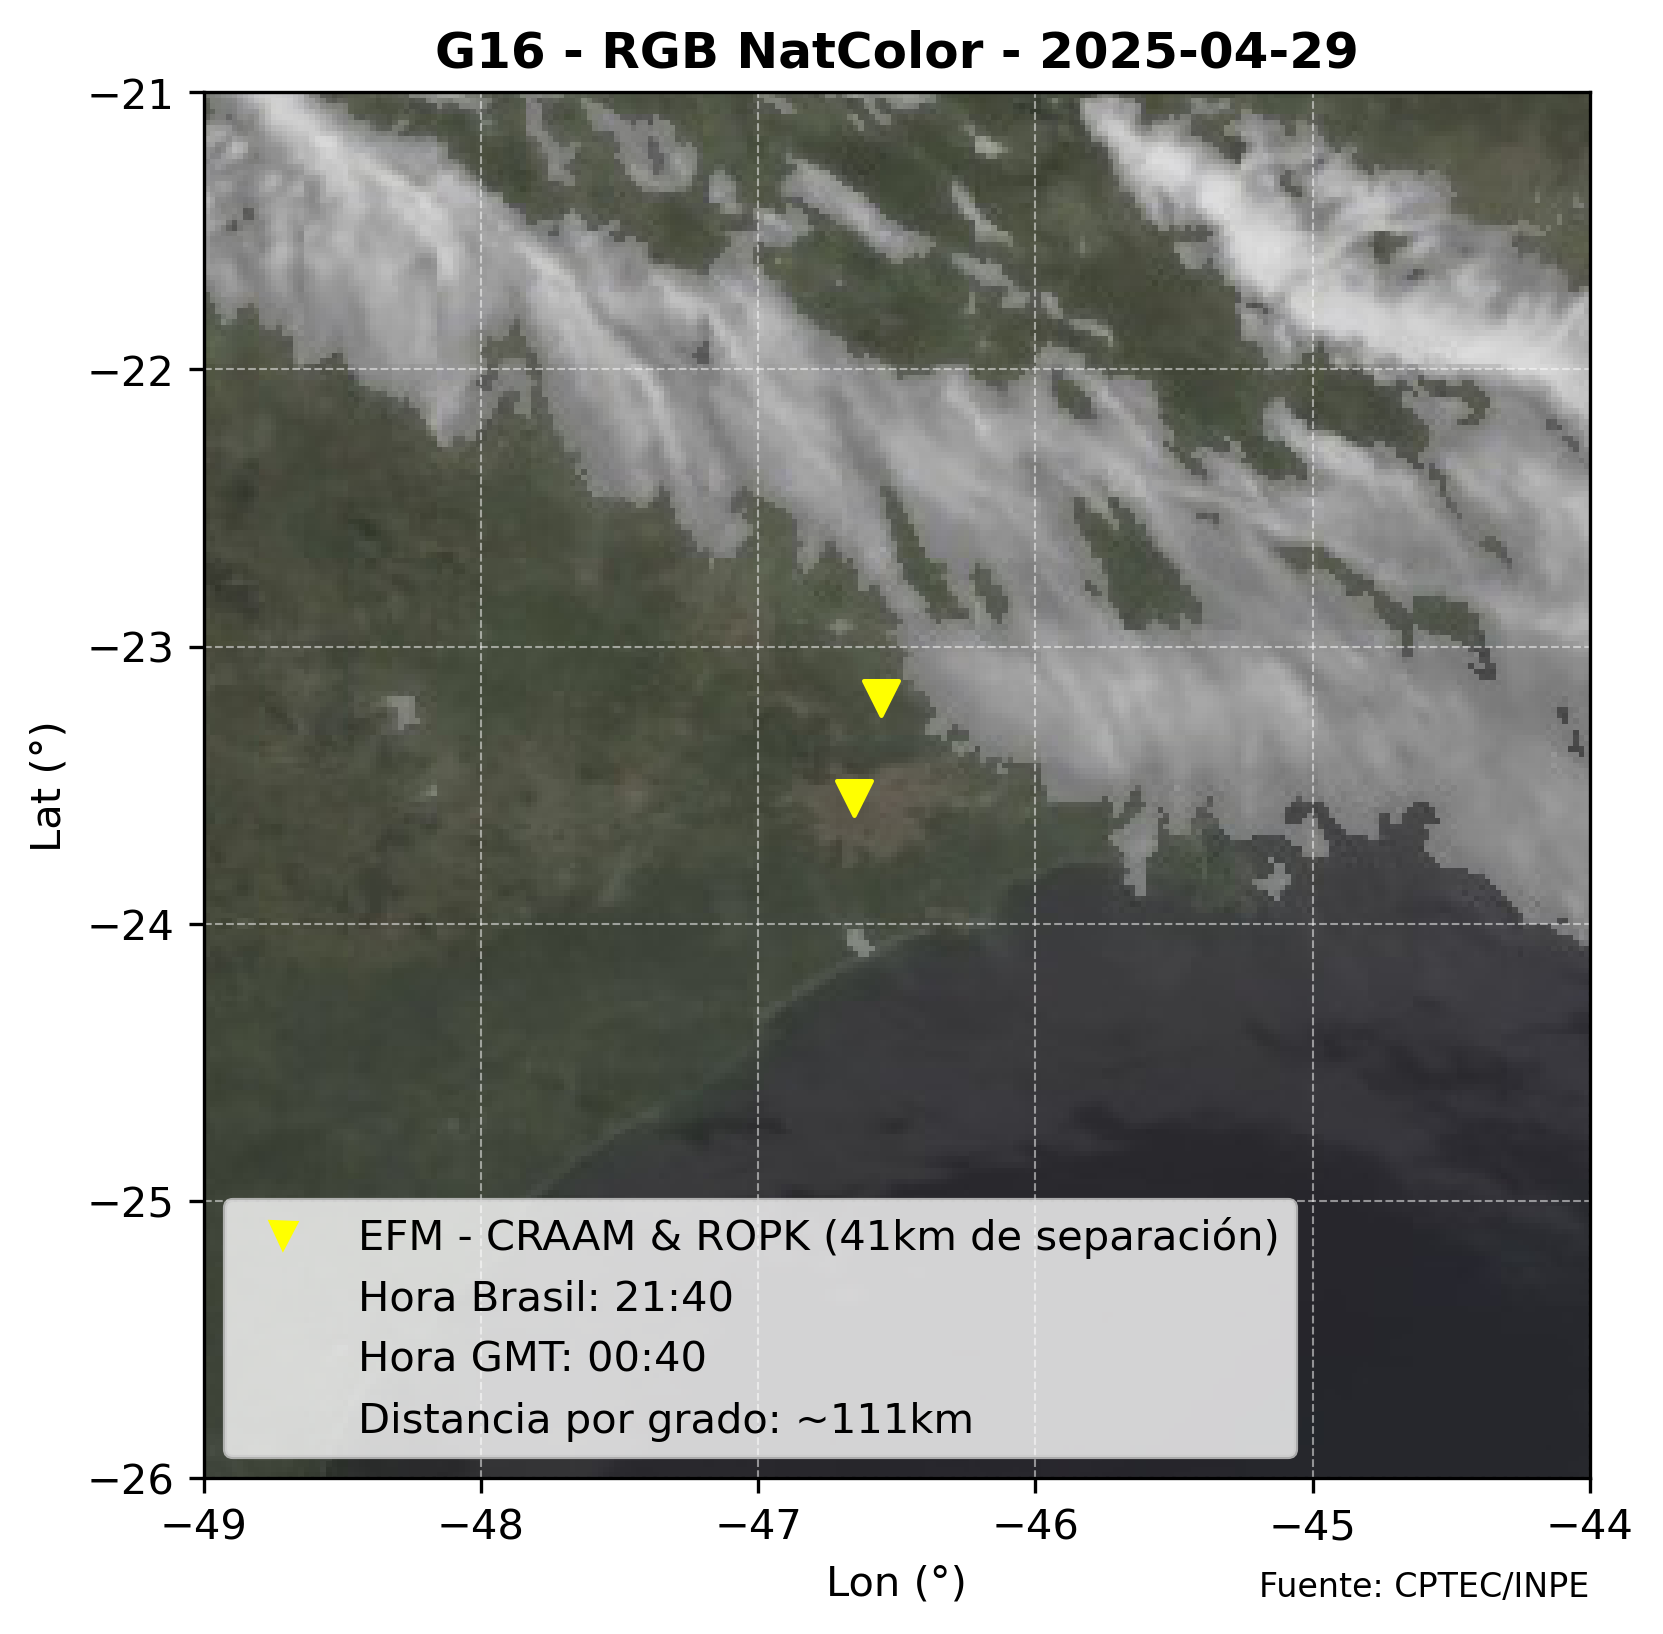 G16 - RGB NatColor - 2025-04-29
−21
−22
−23
−24
−25
−26
Lat (°)
EFM - CRAAM & ROPK (41km de separación)
Hora Brasil: 21:40
Hora GMT: 00:40
Distancia por grado: ~111km
−49
−48
−47
−46
−45
−44
Lon (°)
Fuente: CPTEC/INPE